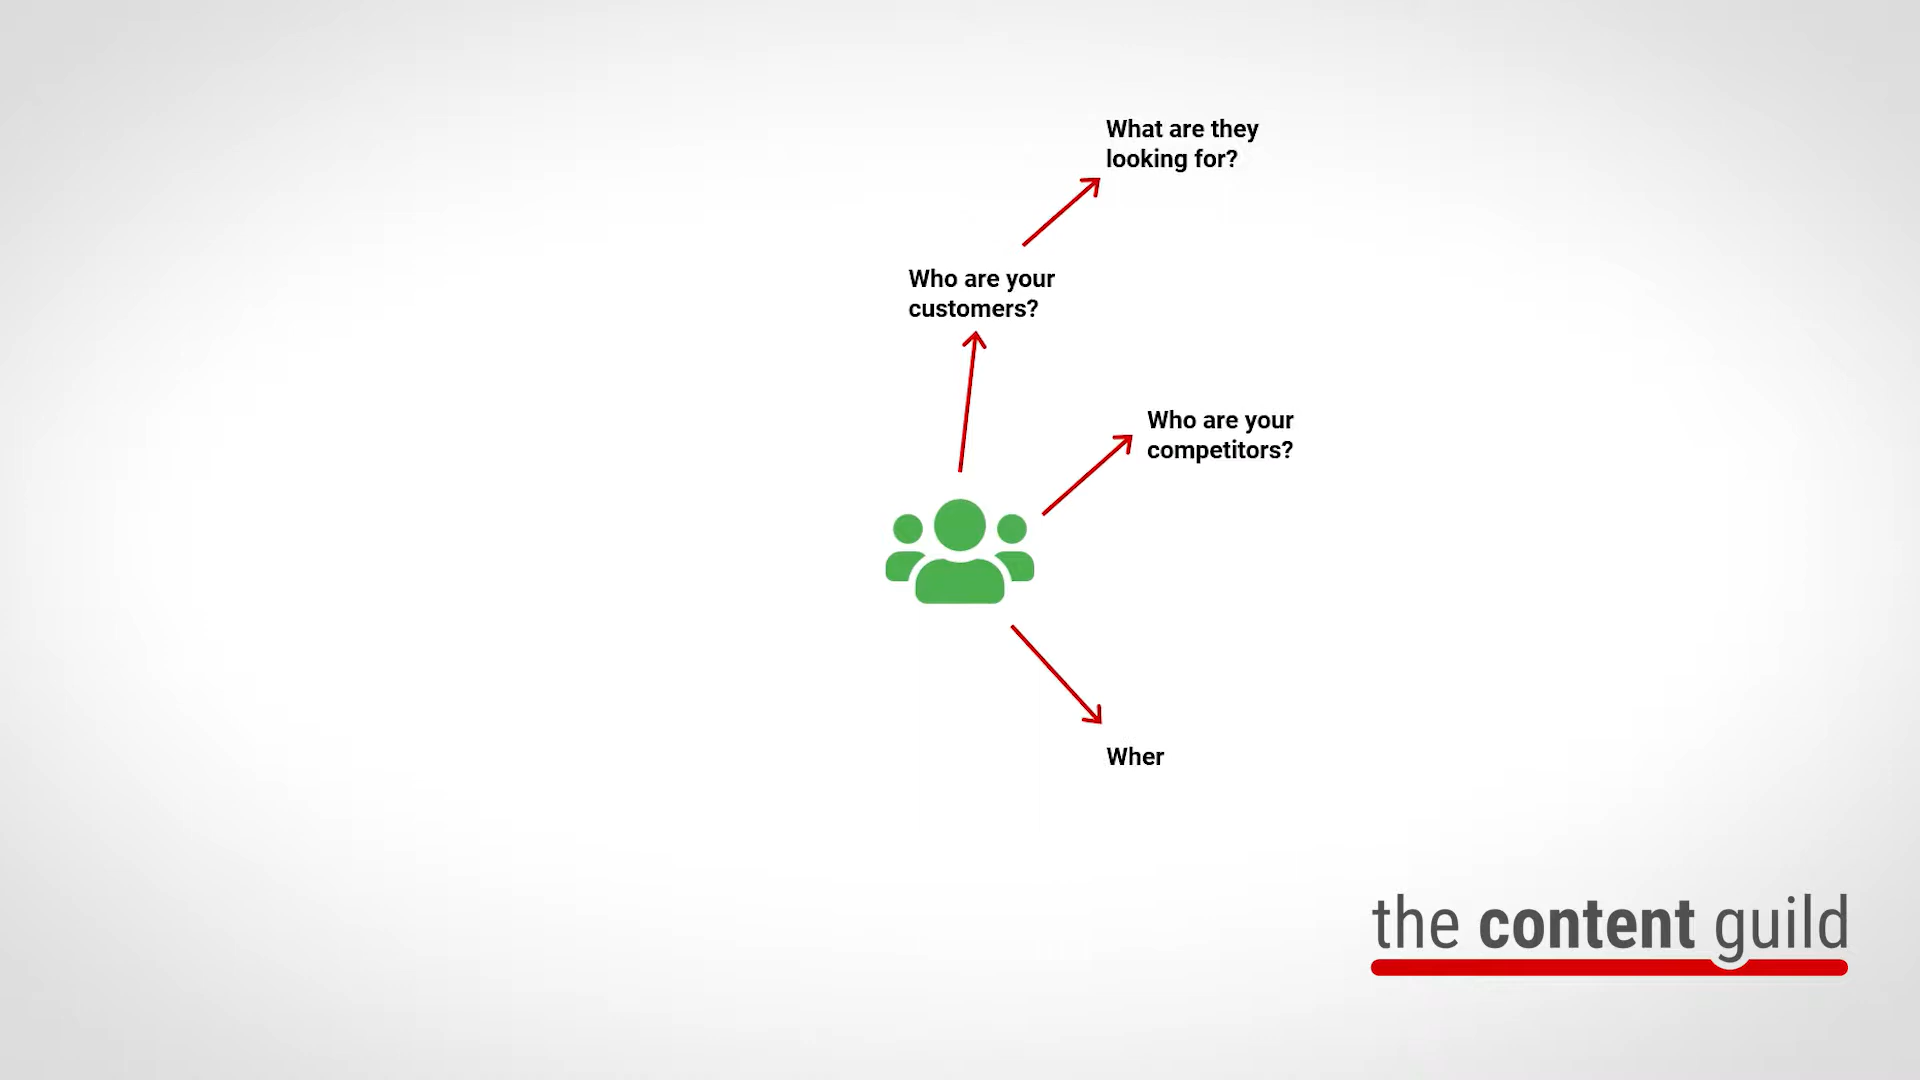 What are they
looking for?
Who are your
customers?
Who are your
competitors?
Wher
the content guild